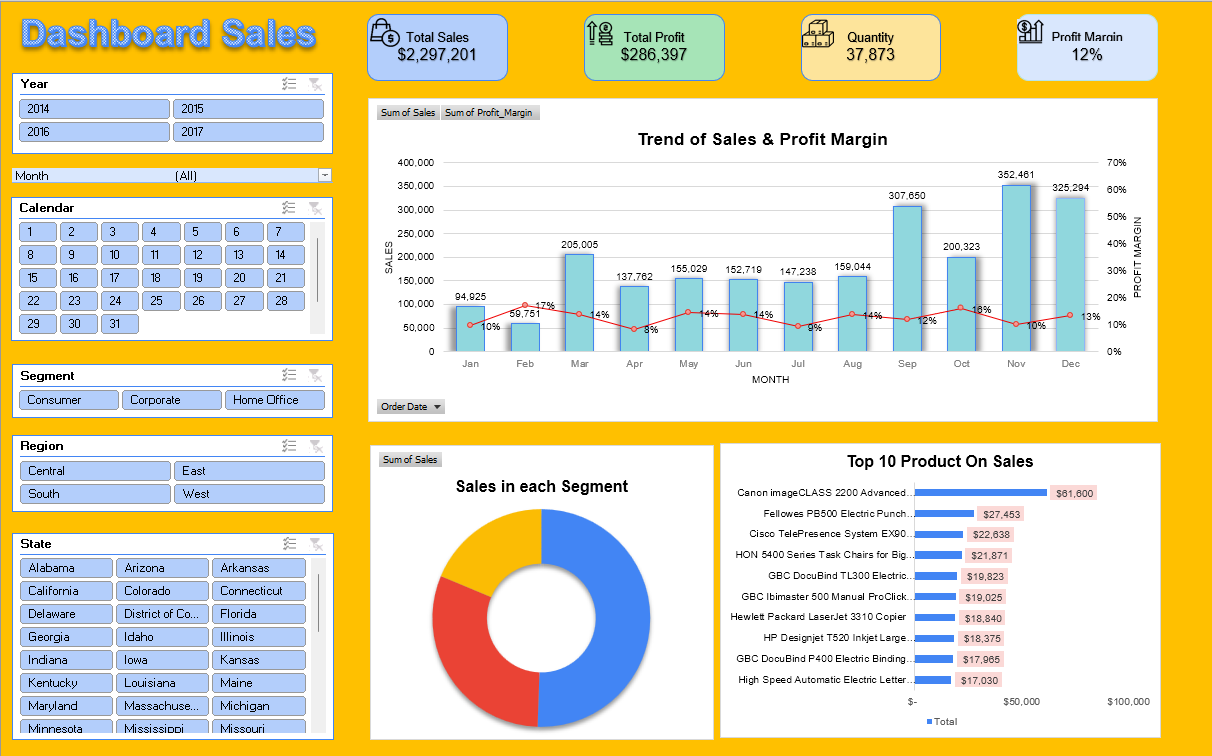 Dashboard Sales
Total Sales
$2,297,201
Total Profit
$286,397
Quantity
37,873
Profit Margin
12%
Year
2014 2015
2016 2017
Month (All)
Calendar
1 2 3 4 5 6 7
8 9 10 11 12 13 14
15 16 17 18 19 20 21
22 23 24 25 26 27 28
29 30 31
Segment
Consumer Corporate Home Office
Region
Central East
South West
State
Alabama Arizona Arkansas
California Colorado Connecticut
Delaware District of Co... Florida
Georgia Idaho Illinois
Indiana Iowa Kansas
Kentucky Louisiana Maine
Maryland Massachuse... Michigan
Minnesota Mississippi Missouri
Sum of Sales Sum of Profit_Margin
Trend of Sales & Profit Margin
SALES
400,000
350,000
300,000
250,000
200,000
150,000
100,000
50,000
0
94,925 59,751 205,005 137,762 155,029 152,719 147,238 159,044 307,650 200,323 352,461 325,294
10% 17% 14% 8% 14% 14% 9% 14% 12% 16% 10% 13%
70%
60%
50%
40%
30%
20%
10%
0%
PROFIT MARGIN
Jan Feb Mar Apr May Jun Jul Aug Sep Oct Nov Dec
MONTH
Order Date
Sum of Sales
Sales in each Segment
Top 10 Product On Sales
Canon imageCLASS 2200 Advanced... $61,600
Fellowes PB500 Electric Punch... $27,453
Cisco TelePresence System EX90... $22,638
HON 5400 Series Task Chairs for Big... $21,871
GBC DocuBind TL300 Electric... $19,823
GBC Ibimaster 500 Manual ProClick... $19,025
Hewlett Packard LaserJet 3310 Copier $18,840
HP Designjet T520 Inkjet Large... $18,375
GBC DocuBind P400 Electric Binding... $17,965
High Speed Automatic Electric Letter... $17,030
$- $50,000 $100,000
Total